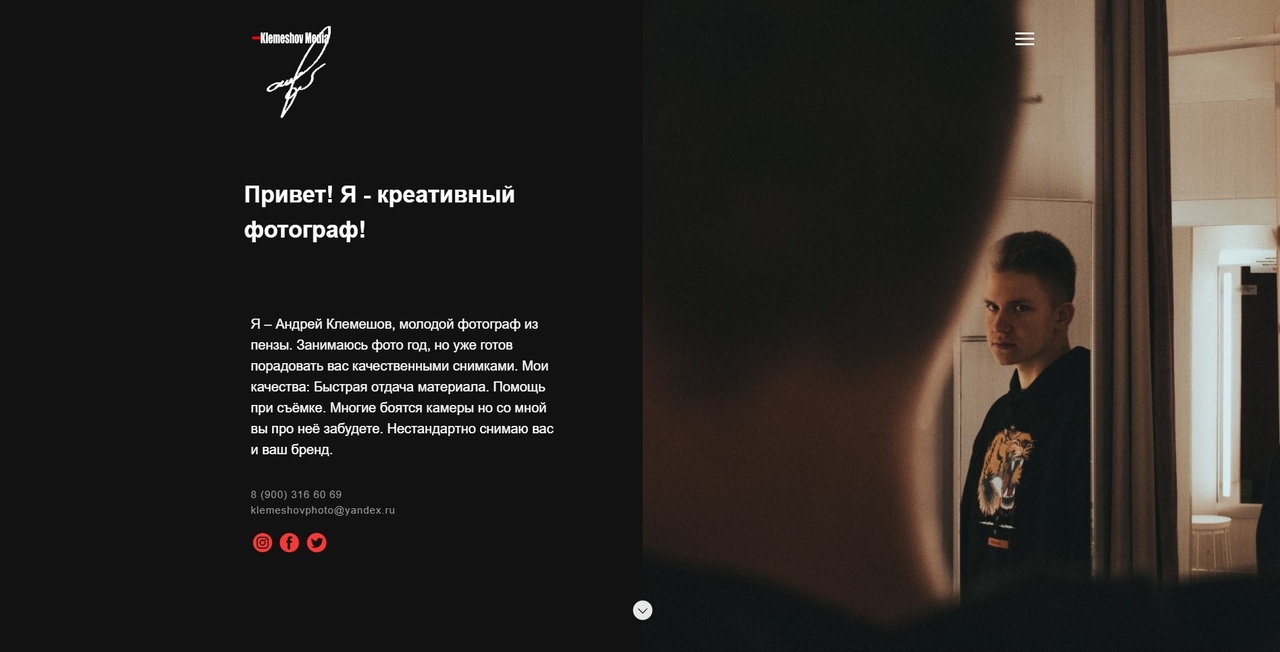 Klemeshov Media
Привет! Я - креативный
фотограф!
Я – Андрей Клемешов, молодой фотограф из
пензы. Занимаюсь фото год, но уже готов
порадовать вас качественными снимками. Мои
качества: Быстрая отдача материала. Помощь
при съёмке. Многие боятся камеры но со мной
вы про неё забудете. Нестандартно снимаю вас
и ваш бренд.
8 (900) 316 60 69
klemeshovphoto@yandex.ru